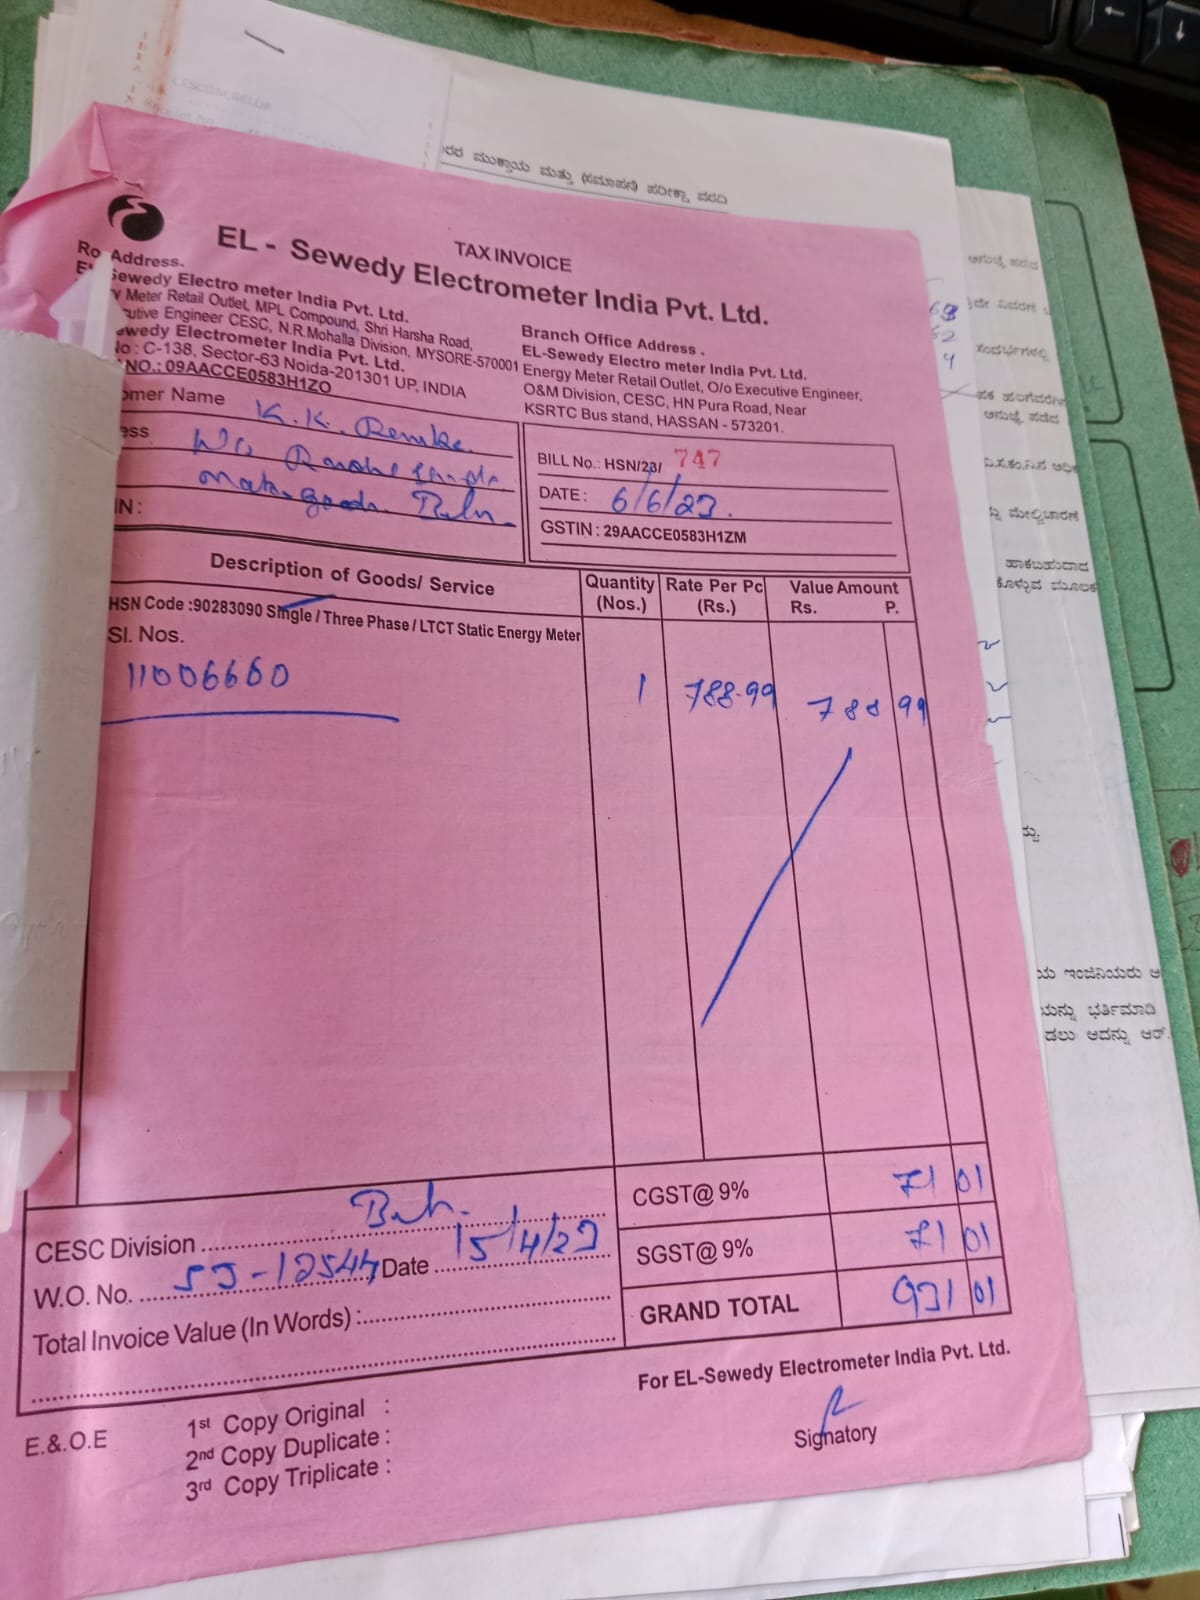 ಮುಕ್ತಾಯ ಮತ್ತು (ಸಮಾಪನ) ಪರೀಕ್ಷಾ ವರದಿ
TAX INVOICE
EL - Sewedy Electrometer India Pvt. Ltd.
Address.
Sewedy Electro meter India Pvt. Ltd.
Meter Retail Outlet, MPL Compound, Shri Harsha Road,
Engineer CESC, N.R.Mohalla Division, MYSORE-570001
Electrometer India Pvt. Ltd.
: C-138, Sector-63 Noida-201301 UP, INDIA
NO.: 09AACCE0583H1ZO
Branch Office Address .
EL-Sewedy Electro meter India Pvt. Ltd.
Energy Meter Retail Outlet, O/o Executive Engineer,
O&M Division, CESC, HN Pura Road, Near
KSRTC Bus stand, HASSAN - 573201.
Name K.K.
BILL No.: HSN/23/ 747
DATE : 6/6/23.
GSTIN : 29AACCE0583H1ZM
Description of Goods/ Service
Quantity (Nos.)
Rate Per Pc (Rs.)
Value Amount
Rs. P.
HSN Code :90283090 Single / Three Phase / LTCT Static Energy Meter
Sl. Nos.
11006660 1 788.99 788 99
CGST@ 9% 71 01
SGST@ 9% 71 01
GRAND TOTAL 931 01
CESC Division
W.O. No. SJ-12544 Date 15/4/23
Total Invoice Value (In Words) :
For EL-Sewedy Electrometer India Pvt. Ltd.
Signatory
E.&.O.E
1st Copy Original :
2nd Copy Duplicate :
3rd Copy Triplicate :